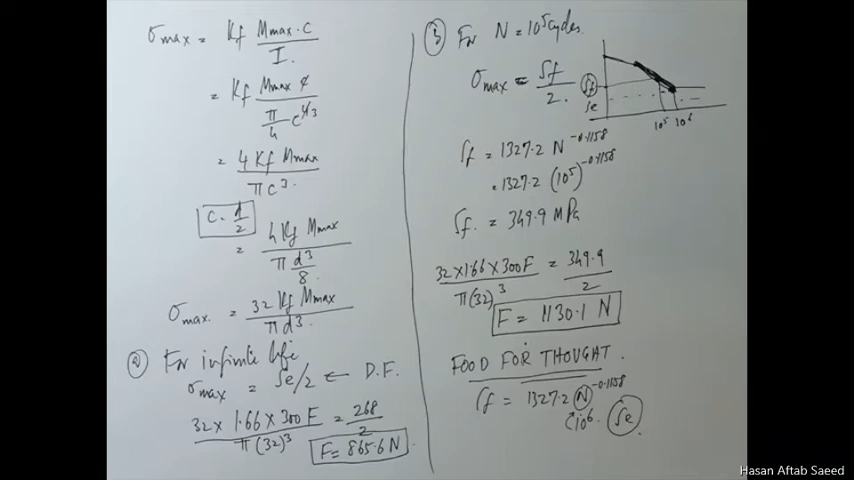 σmax = Kf Mmax·c / I
= Kf Mmax c / π/4 c^4 3
= 4 Kf Mmax / πc³
c = d/2
= 4 Kf Mmax / π d³/8
σmax = 32 Kf Mmax / πd³
(a) For infinite life
σmax = Se/2 ← D.F.
32 × 1.66 × 300 F / π(32)³ = 268 / 2
F = 865.6 N
(b) For N = 10⁵ cycles.
σmax = Sf / 2.
Sf
Se
10⁵ 10⁶
Sf = 1327.2 N^-0.1158
= 1327.2 (10⁵)^-0.1158
Sf = 349.9 MPa
32×1.66×300F / π(32)³ = 349.9 / 2
F = 1130.1 N
FOOD FOR THOUGHT.
Sf = 1327.2 N^-0.1158
10⁶. Se
Hasan Aftab Saeed